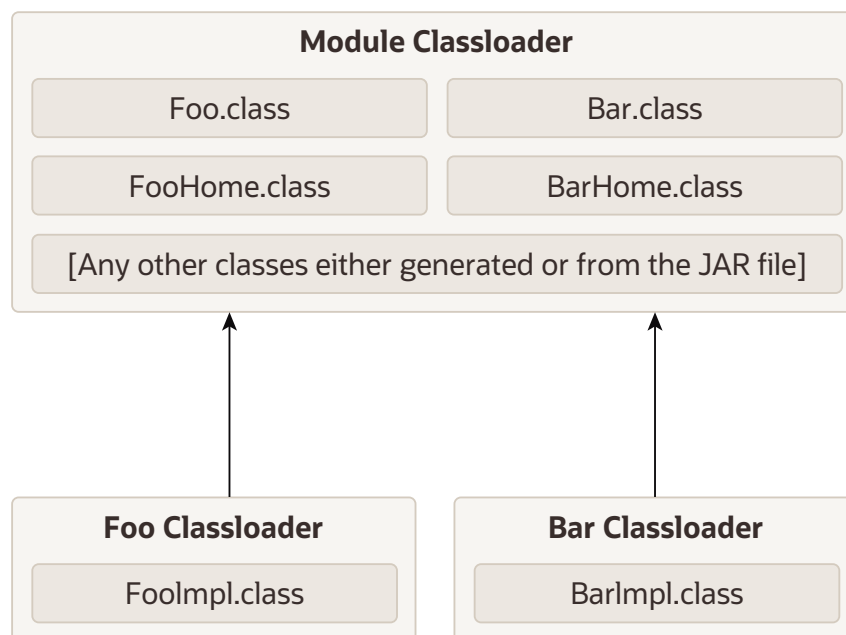 Module Classloader
Foo.class
Bar.class
FooHome.class
BarHome.class
[Any other classes either generated or from the JAR file]
Foo Classloader
Bar Classloader
FooImpl.class
BarImpl.class